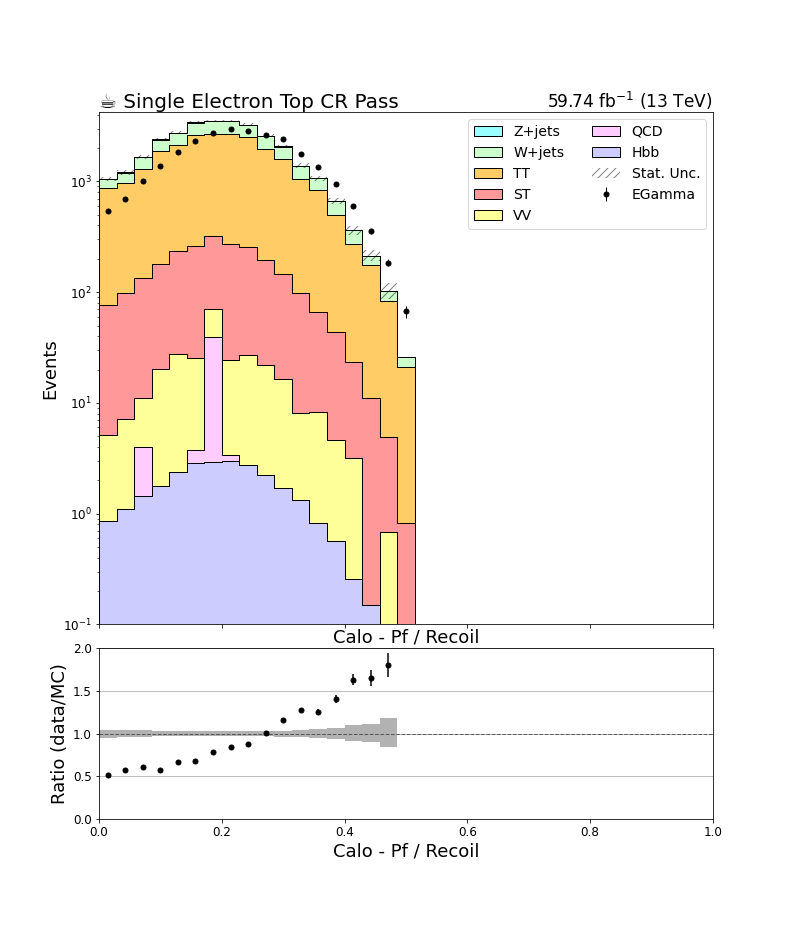 ☕ Single Electron Top CR Pass 59.74 fb⁻¹ (13 TeV)
Z+jets QCD
W+jets Hbb
TT Stat. Unc.
ST EGamma
VV
Events
10³
10²
10¹
10⁰
10⁻¹
Calo - Pf / Recoil
Ratio (data/MC)
2.0
1.5
1.0
0.5
0.0
0.0 0.2 0.4 0.6 0.8 1.0
Calo - Pf / Recoil